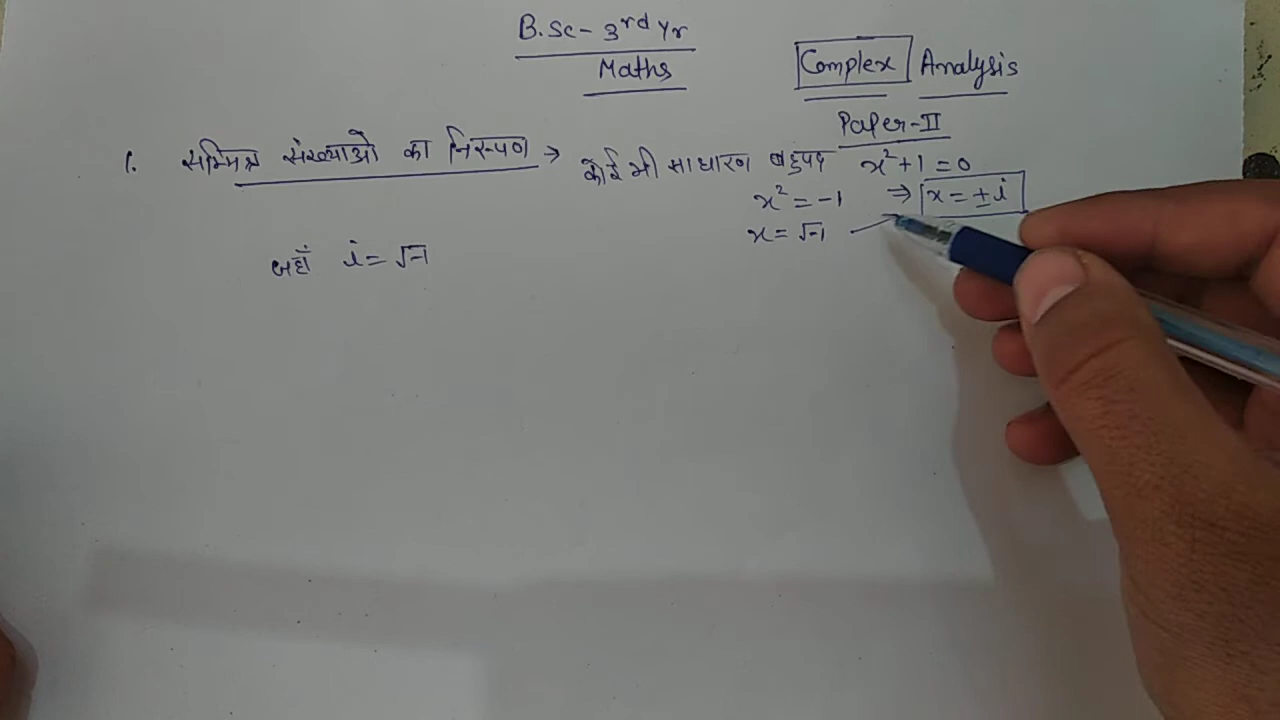 B.Sc- 3rd Yr
Maths
Complex Analysis
Paper-II
1. सम्मिश्र संख्याओ का निरूपण → कोई भी साधारण बहुपद x²+1=0
x² = -1 ⇒ x = ±i
x = √-1
जहाँ i = √-1